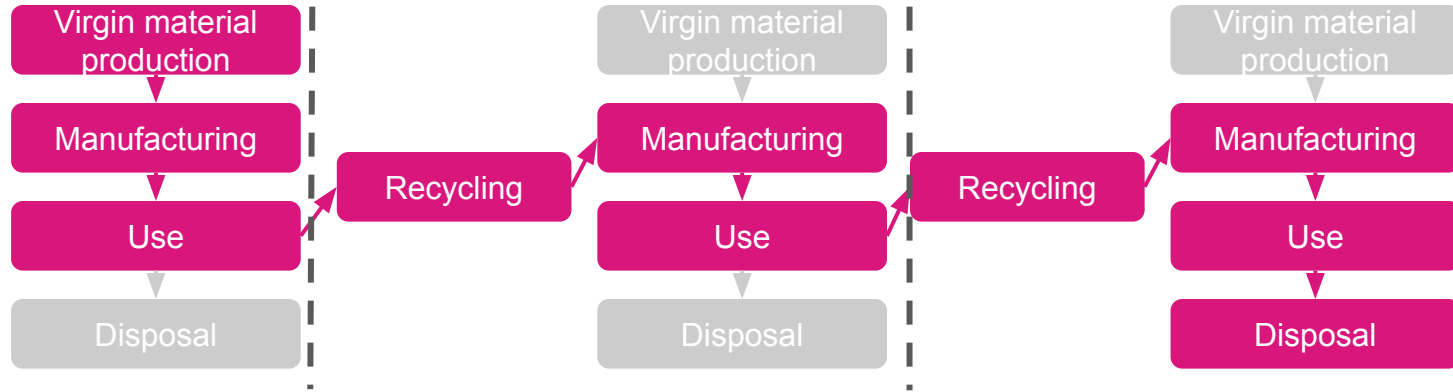 Virgin material
production
Manufacturing
Use
Disposal
Recycling
Virgin material
production
Manufacturing
Use
Disposal
Recycling
Virgin material
production
Manufacturing
Use
Disposal